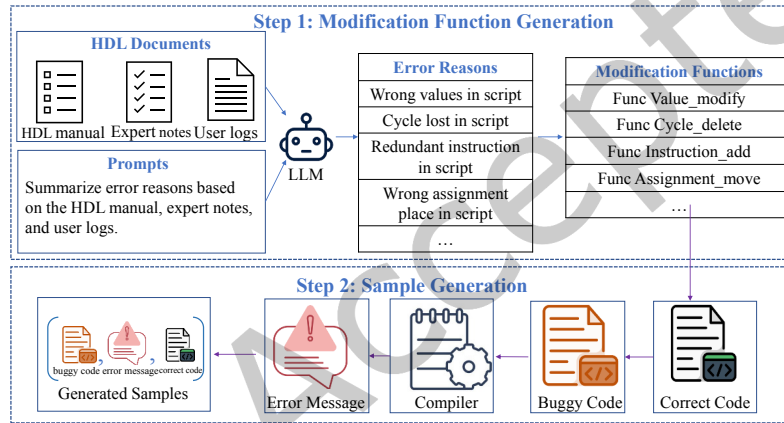 Step 1: Modification Function Generation
HDL Documents
HDL manual
Expert notes
User logs
Prompts
Summarize error reasons based
on the HDL manual, expert notes,
and user logs.
LLM
Error Reasons
Wrong values in script
Cycle lost in script
Redundant instruction
in script
Wrong assignment
place in script
...
Modification Functions
Func Value_modify
Func Cycle_delete
Func Instruction_add
Func Assignment_move
...
Step 2: Sample Generation
buggy code
,
error message
,
correct code
Generated Samples
Error Message
Compiler
Buggy Code
Correct Code
Accepte